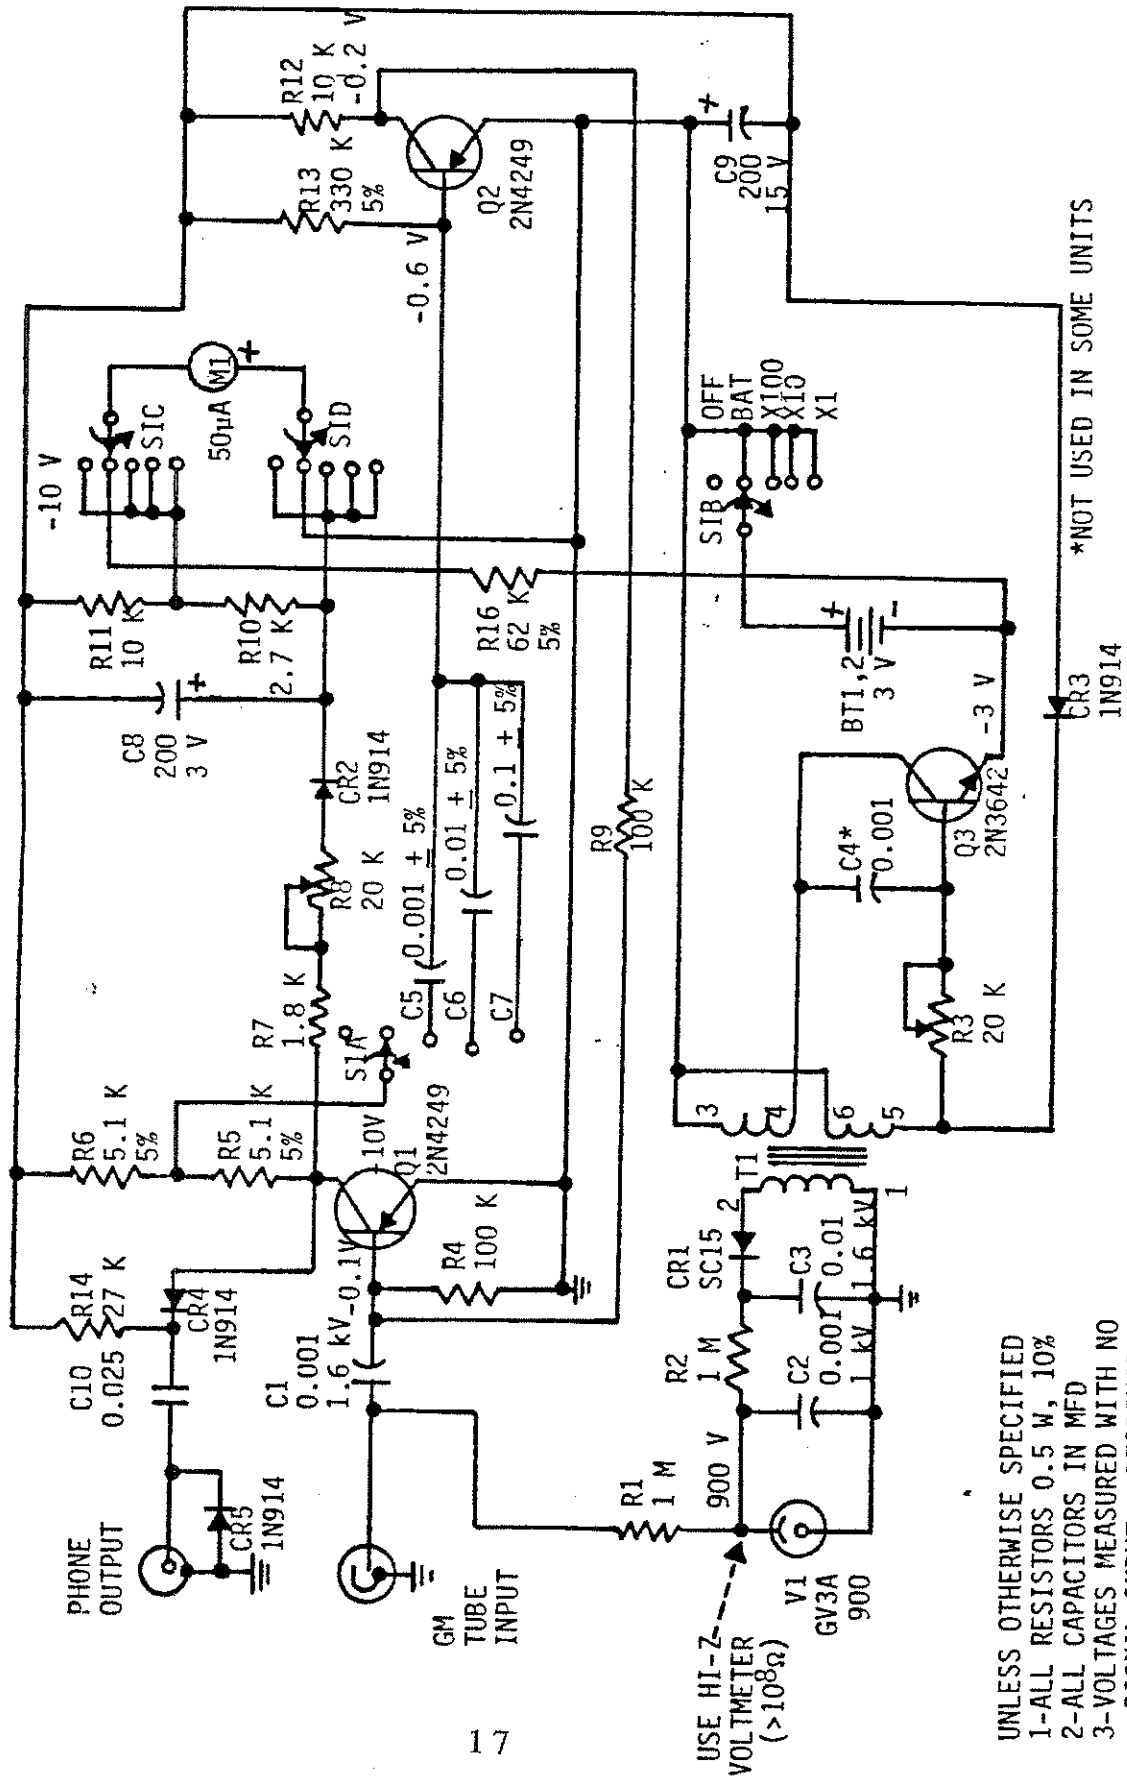 PHONE
OUTPUT
CR5
1N914
C10
0.025
R14
27 K
CR4
1N914
R6
5.1 K
5%
R5
5.1 K
5%
R7
1.8 K
R8
20 K
CR2
1N914
C8
200
3 V
+
R11
10 K
R10
2.7 K
-10 V
SIC
50μA
M1
+
SID
R13
330 K
5%
R12
10 K
-0.2 V
-0.6 V
Q2
2N4249
GM
TUBE
INPUT
C1
0.001
1.6 kV
-0.1V
-10V
Q1
2N4249
R4
100 K
S1A
C5
0.001 ± 5%
C6
0.01 ± 5%
C7
0.1 ± 5%
R16
62 K
5%
R9
100 K
R1
1 M
900 V
USE HI-Z
VOLTMETER
(>10⁸Ω)
V1
GV3A
900
R2
1 M
C2
0.001
1 kV
CR1
SC15
C3
0.01
1.6 kV
T1
2
1
3
4
6
5
R3
20 K
C4*
0.001
Q3
2N3642
-3 V
BT1,2
3 V
+
-
SIB
OFF
BAT
X100
X10
X1
C9
200
15 V
+
CR3
1N914
*NOT USED IN SOME UNITS
UNLESS OTHERWISE SPECIFIED
1-ALL RESISTORS 0.5 W, 10%
2-ALL CAPACITORS IN MFD
3-VOLTAGES MEASURED WITH NO
17